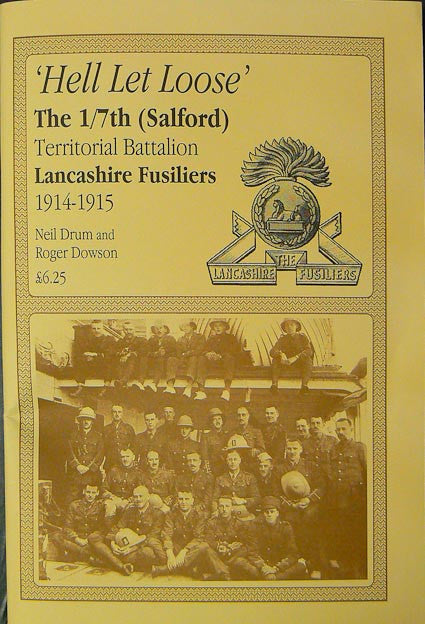 'Hell Let Loose'
The 1/7th (Salford)
Territorial Battalion
Lancashire Fusiliers
1914-1915
Neil Drum and
Roger Dowson
£6.25
THE
LANCASHIRE FUSILIERS